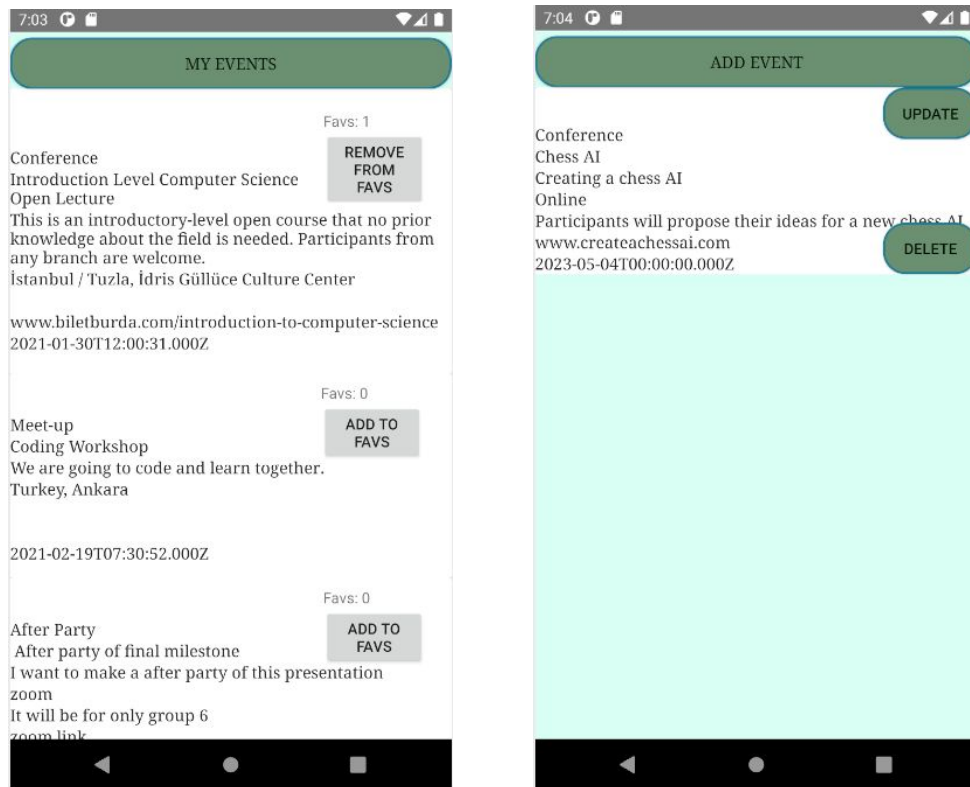 7:03
MY EVENTS
Favs: 1
REMOVE
FROM
FAVS
Conference
Introduction Level Computer Science
Open Lecture
This is an introductory-level open course that no prior
knowledge about the field is needed. Participants from
any branch are welcome.
İstanbul / Tuzla, İdris Güllüce Culture Center
www.biletburda.com/introduction-to-computer-science
2021-01-30T12:00:31.000Z
Favs: 0
ADD TO
FAVS
Meet-up
Coding Workshop
We are going to code and learn together.
Turkey, Ankara
2021-02-19T07:30:52.000Z
Favs: 0
ADD TO
FAVS
After Party
After party of final milestone
I want to make a after party of this presentation
zoom
It will be for only group 6
zoom link
7:04
ADD EVENT
UPDATE
Conference
Chess AI
Creating a chess AI
Online
Participants will propose their ideas for a new chess AI
www.createachessai.com
DELETE
2023-05-04T00:00:00.000Z